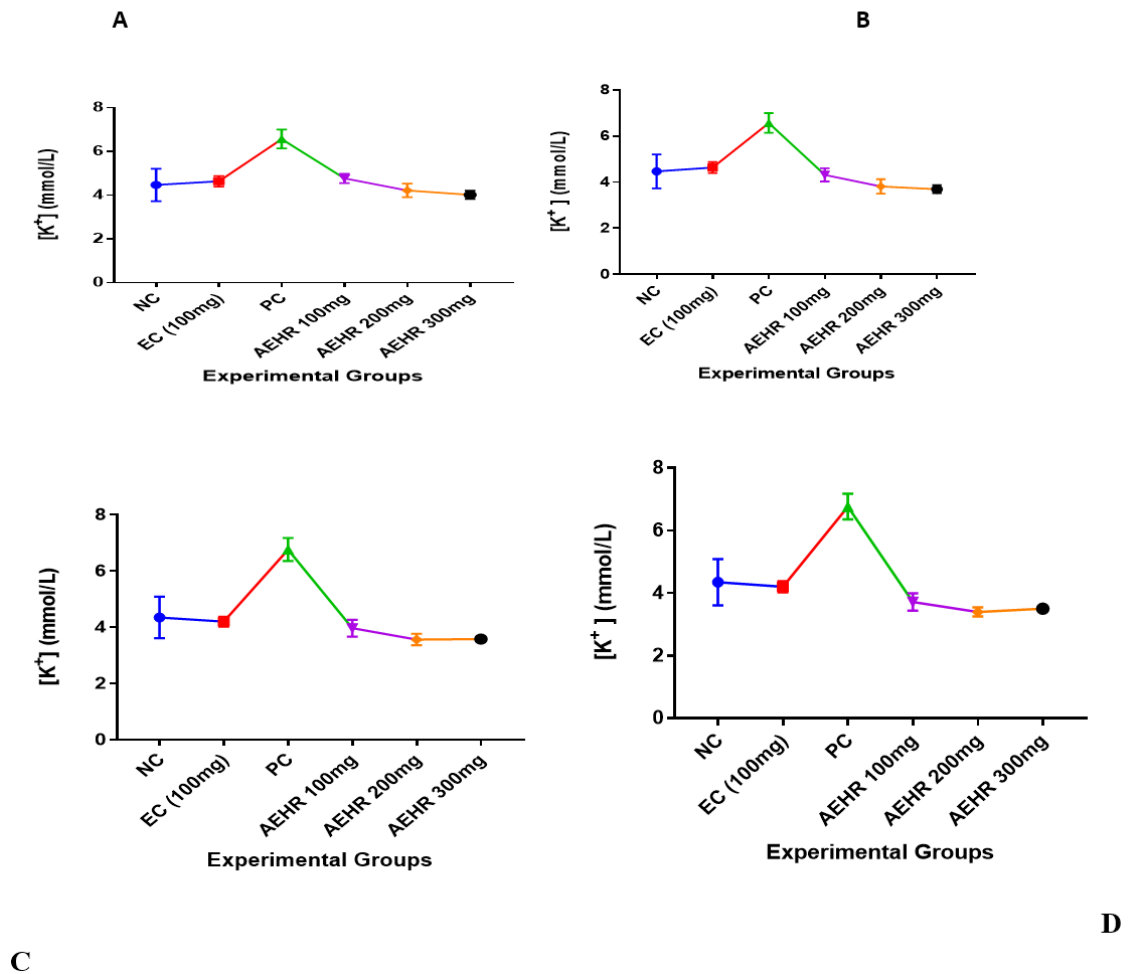 A
B
[K⁺] (mmol/L)
8
6
4
2
0
NC
EC (100mg)
PC
AEHR 100mg
AEHR 200mg
AEHR 300mg
Experimental Groups
[K⁺] (mmol/L)
8
6
4
2
0
NC
EC (100mg)
PC
AEHR 100mg
AEHR 200mg
AEHR 300mg
Experimental Groups
[K⁺] (mmol/L)
8
6
4
2
0
NC
EC (100mg)
PC
AEHR 100mg
AEHR 200mg
AEHR 300mg
Experimental Groups
[K⁺] (mmol/L)
8
6
4
2
0
NC
EC (100mg)
PC
AEHR 100mg
AEHR 200mg
AEHR 300mg
Experimental Groups
D
C